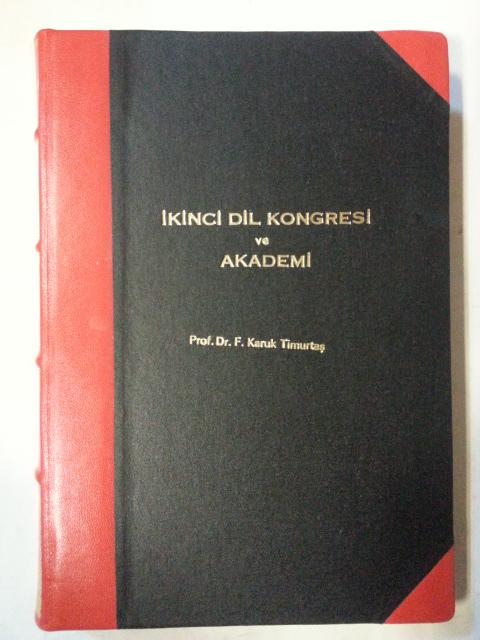 İKİNCİ DİL KONGRESİ
ve
AKADEMİ
Prof. Dr. F. Karuk Timurtaş